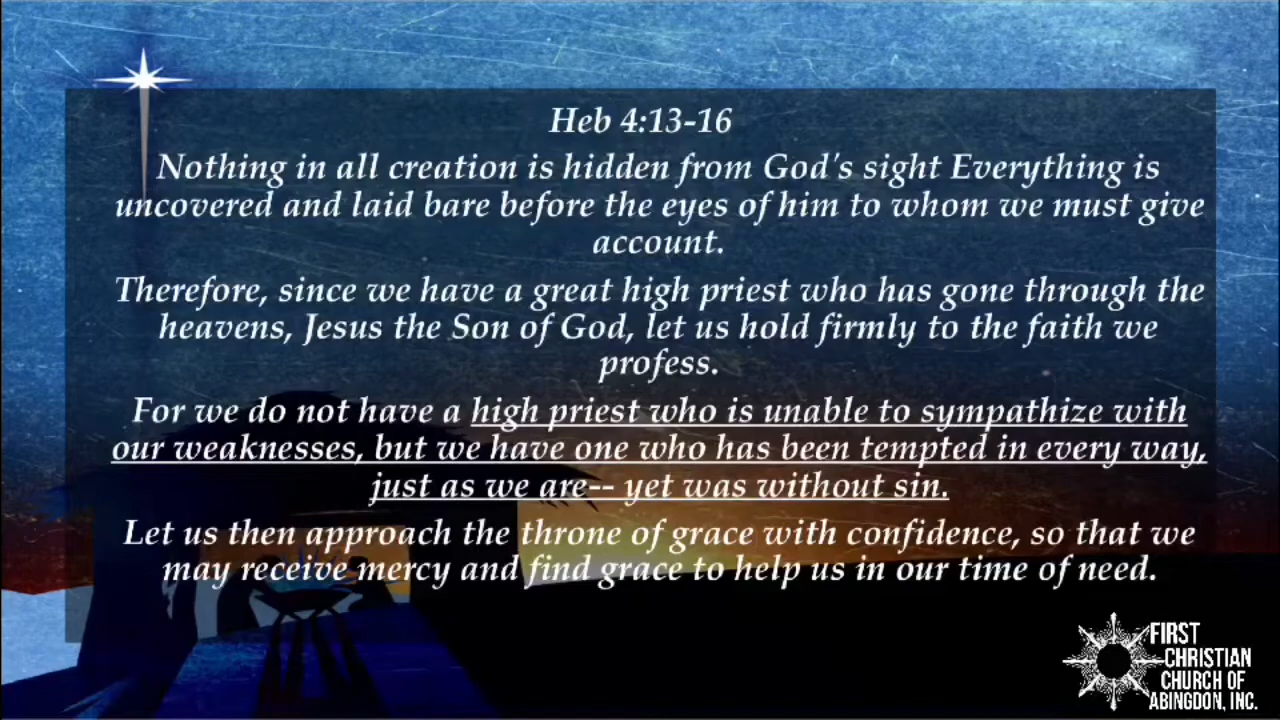 Heb 4:13-16
Nothing in all creation is hidden from God's sight Everything is
uncovered and laid bare before the eyes of him to whom we must give
account.
Therefore, since we have a great high priest who has gone through the
heavens, Jesus the Son of God, let us hold firmly to the faith we
profess.
For we do not have a high priest who is unable to sympathize with
our weaknesses, but we have one who has been tempted in every way,
just as we are-- yet was without sin.
Let us then approach the throne of grace with confidence, so that we
may receive mercy and find grace to help us in our time of need.
FIRST
CHRISTIAN
CHURCH OF
ABINGDON, INC.